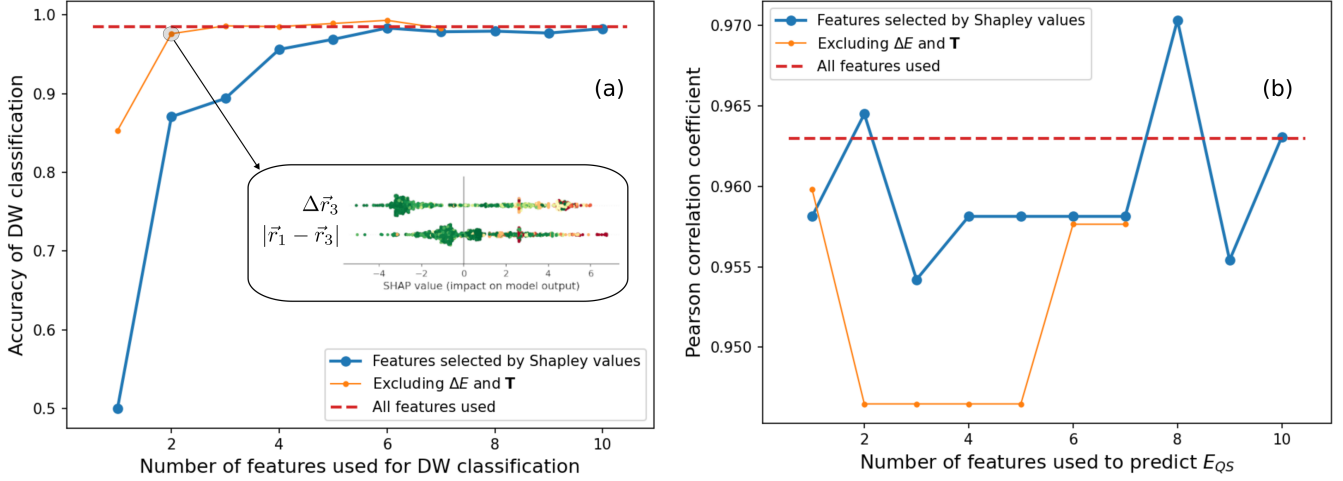 1.0
0.9
0.8
0.7
0.6
0.5
Accuracy of DW classification
(a)
Δr⃗₃
|r⃗₁ − r⃗₃|
−4 −2 0 2 4 6
SHAP value (impact on model output)
Features selected by Shapley values
Excluding ΔE and T
All features used
2 4 6 8 10
Number of features used for DW classification
0.970
0.965
0.960
0.955
0.950
Pearson correlation coefficient
Features selected by Shapley values
Excluding ΔE and T
All features used
(b)
2 4 6 8 10
Number of features used to predict E_QS